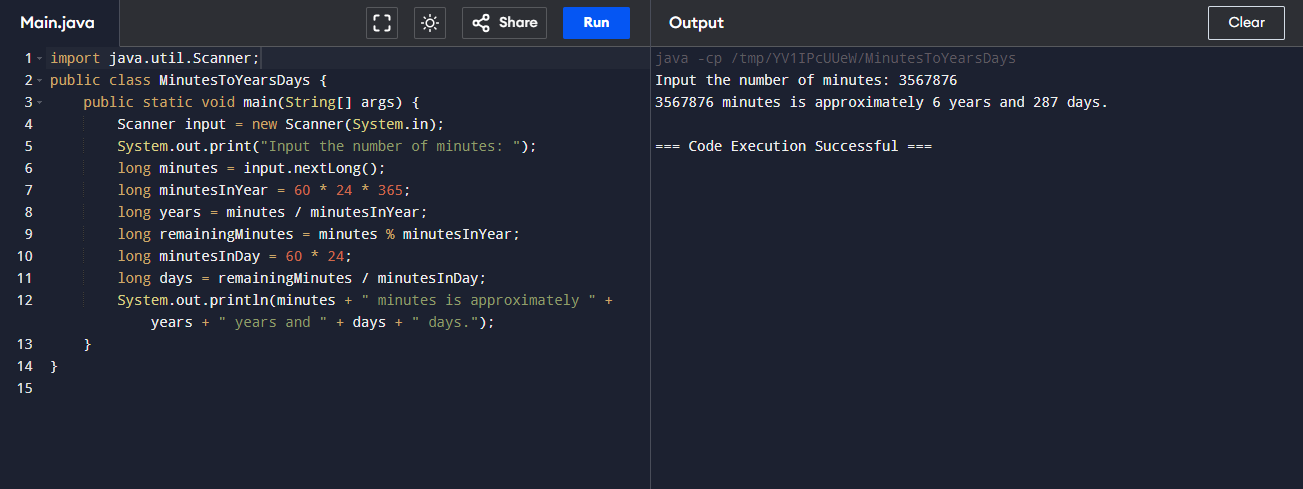 Main.java
Share
Run
Output
Clear
1 import java.util.Scanner;
2 public class MinutesToYearsDays {
3     public static void main(String[] args) {
4         Scanner input = new Scanner(System.in);
5         System.out.print("Input the number of minutes: ");
6         long minutes = input.nextLong();
7         long minutesInYear = 60 * 24 * 365;
8         long years = minutes / minutesInYear;
9         long remainingMinutes = minutes % minutesInYear;
10         long minutesInDay = 60 * 24;
11         long days = remainingMinutes / minutesInDay;
12         System.out.println(minutes + " minutes is approximately " +
            years + " years and " + days + " days.");
13     }
14 }
15
java -cp /tmp/YV1IPcUUeW/MinutesToYearsDays
Input the number of minutes: 3567876
3567876 minutes is approximately 6 years and 287 days.
=== Code Execution Successful ===